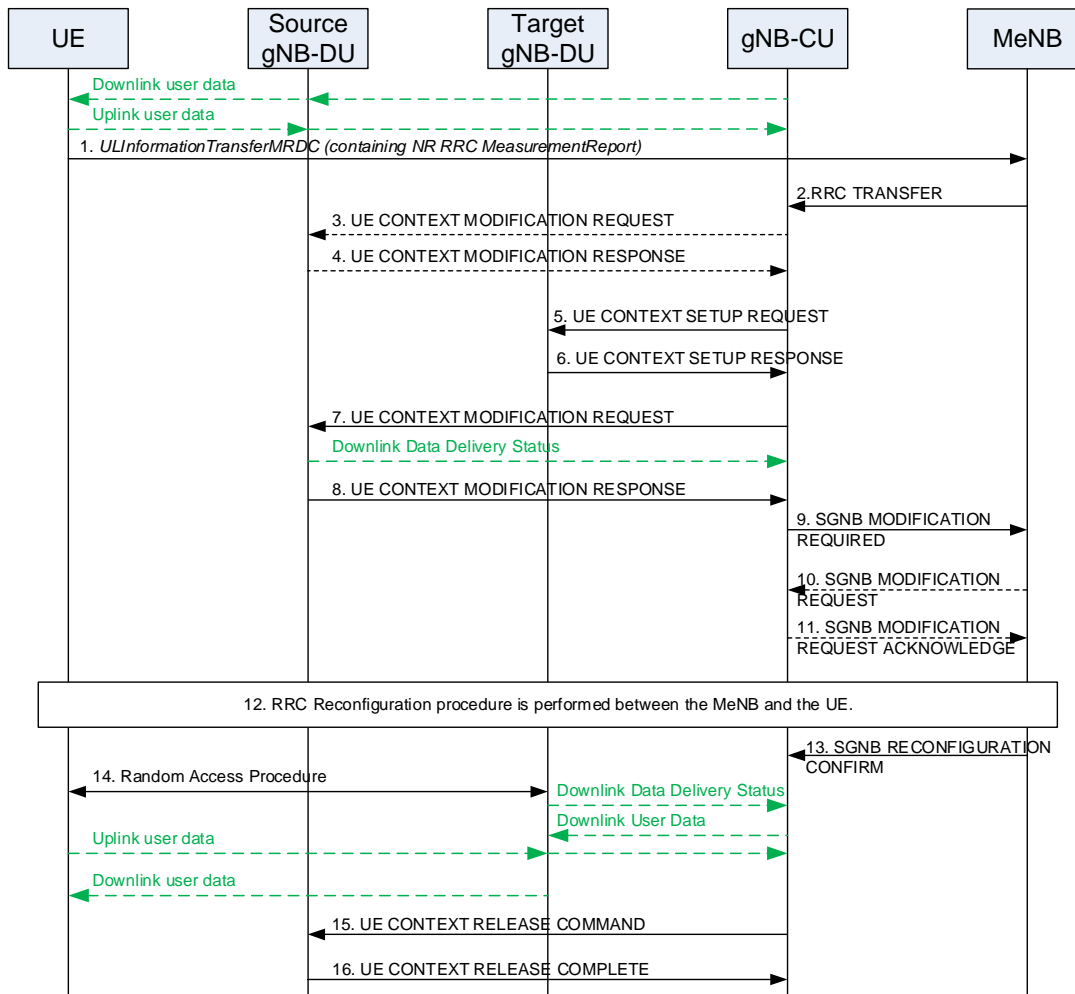 UE
Source
gNB-DU
Target
gNB-DU
gNB-CU
MeNB
Downlink user data
Uplink user data
1. ULInformationTransferMRDC (containing NR RRC MeasurementReport)
2.RRC TRANSFER
3. UE CONTEXT MODIFICATION REQUEST
4. UE CONTEXT MODIFICATION RESPONSE
5. UE CONTEXT SETUP REQUEST
6. UE CONTEXT SETUP RESPONSE
7. UE CONTEXT MODIFICATION REQUEST
Downlink Data Delivery Status
8. UE CONTEXT MODIFICATION RESPONSE
9. SGNB MODIFICATION
REQUIRED
10. SGNB MODIFICATION
REQUEST
11. SGNB MODIFICATION
REQUEST ACKNOWLEDGE
12. RRC Reconfiguration procedure is performed between the MeNB and the UE.
13. SGNB RECONFIGURATION
CONFIRM
14. Random Access Procedure
Downlink Data Delivery Status
Downlink User Data
Uplink user data
Downlink user data
15. UE CONTEXT RELEASE COMMAND
16. UE CONTEXT RELEASE COMPLETE